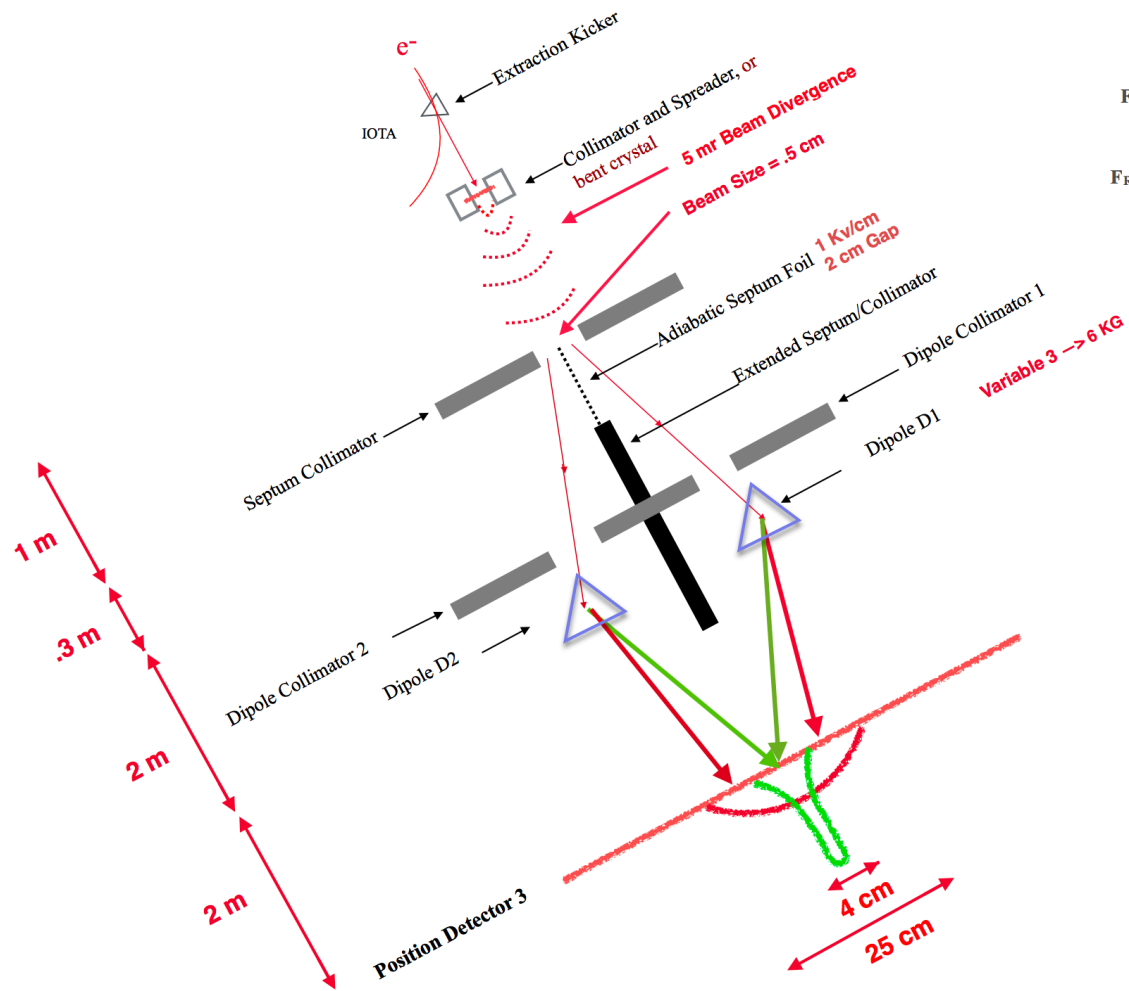 e-
Extraction Kicker
IOTA
Collimator and Spreader, or
bent crystal
5 mr Beam Divergence
Beam Size = .5 cm
F
F_R
Adiabatic Septum Foil
1 Kv/cm
2 cm Gap
Extended Septum/Collimator
Dipole Collimator 1
Variable 3 —> 6 KG
Dipole D1
Septum Collimator
1 m
.3 m
2 m
2 m
Dipole Collimator 2
Dipole D2
Position Detector 3
4 cm
25 cm